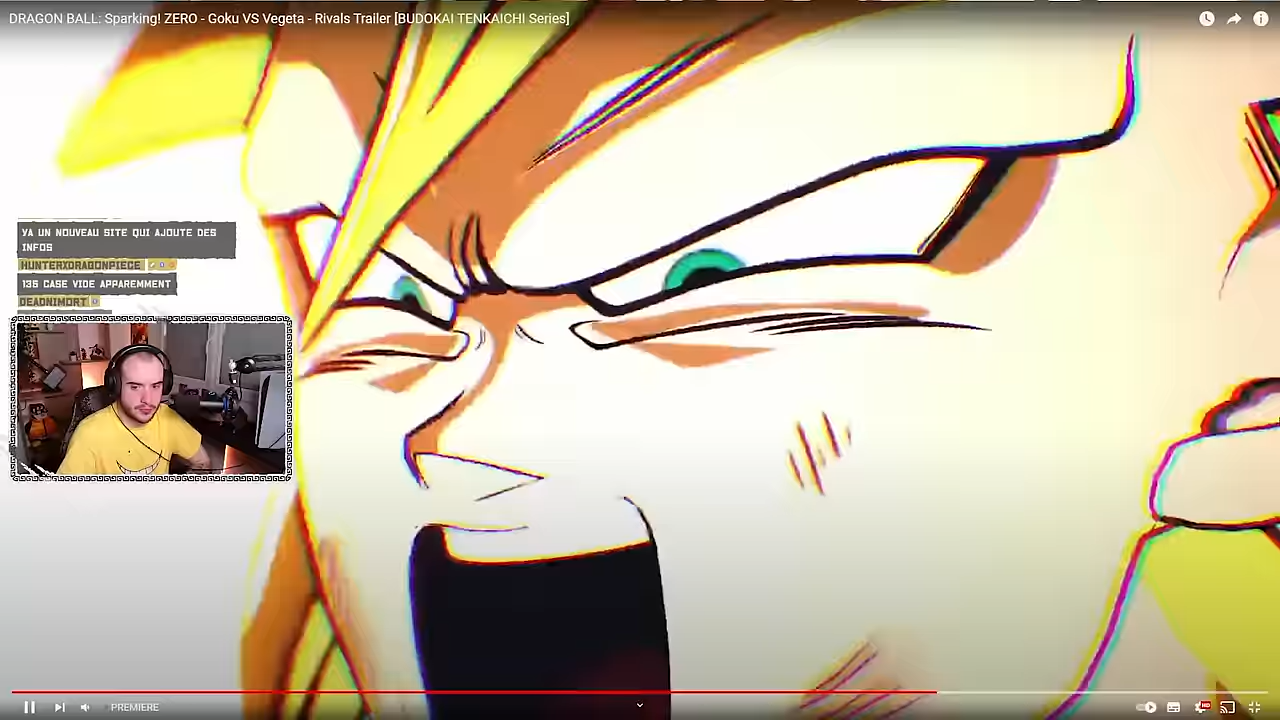 DRAGON BALL: Sparking! ZERO - Goku VS Vegeta - Rivals Trailer [BUDOKAI TENKAICHI Series]
YA UN NOUVEAU SITE QUI AJOUTE DES
INFOS
HUNTERXDRAGONPIECE
135 CASE VIDE APPAREMMENT
DEADNIMORT
PREMIERE
HD